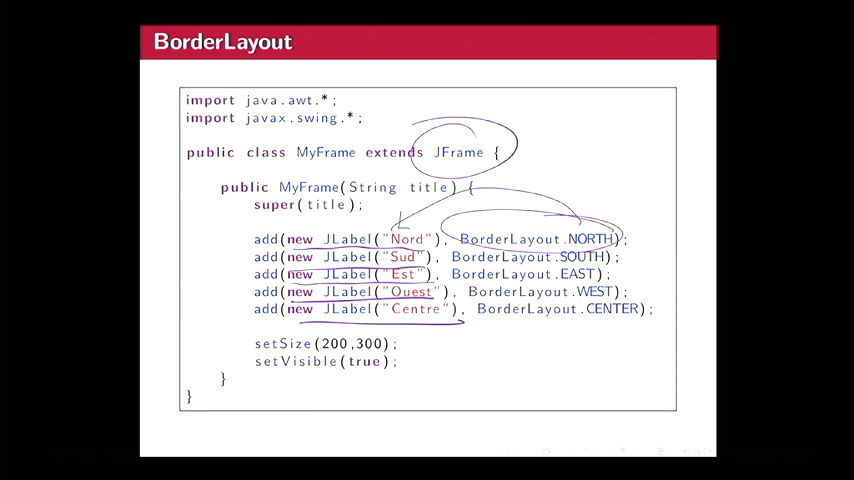 BorderLayout
import java.awt.*;
import javax.swing.*;
public class MyFrame extends JFrame {
public MyFrame(String title) {
super(title);
add(new JLabel("Nord"), BorderLayout.NORTH);
add(new JLabel("Sud"), BorderLayout.SOUTH);
add(new JLabel("Est"), BorderLayout.EAST);
add(new JLabel("Ouest"), BorderLayout.WEST);
add(new JLabel("Centre"), BorderLayout.CENTER);
setSize(200,300);
setVisible(true);
}
}